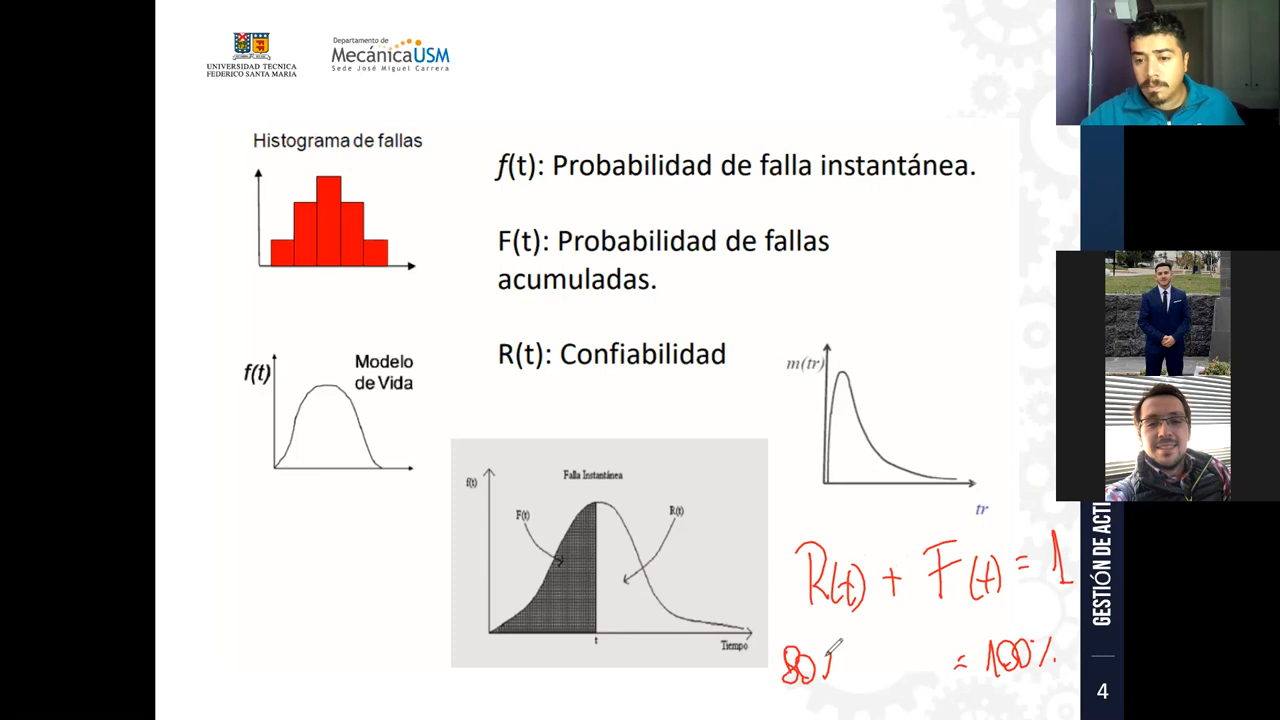 UNIVERSIDAD TECNICA
FEDERICO SANTA MARIA
Departamento de
MecánicaUSM
Sede José Miguel Carrera
Histograma de fallas
f(t): Probabilidad de falla instantánea.
F(t): Probabilidad de fallas
acumuladas.
R(t): Confiabilidad
f(t)
Modelo
de Vida
m(tr)
tr
f(t)
Falla Instantánea
F(t)
R(t)
t
Tiempo
R(t) + F(t) = 1
80% = 100%
GESTIÓN DE ACTI
4